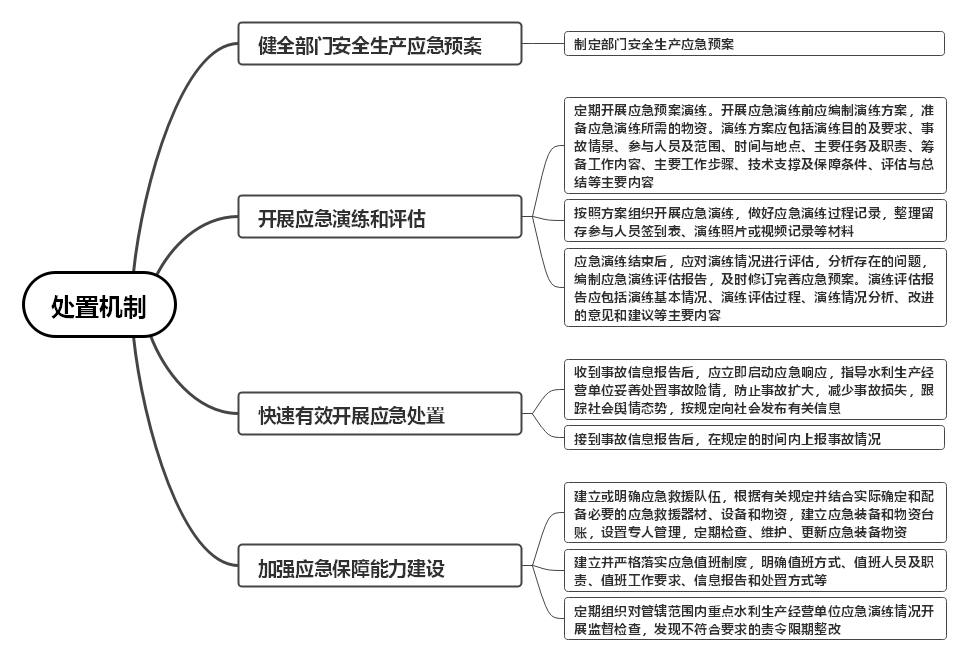 处置机制
健全部门安全生产应急预案
制定部门安全生产应急预案
开展应急演练和评估
定期开展应急预案演练。开展应急演练前应编制演练方案，准
备应急演练所需的物资。演练方案应包括演练目的及要求、事
故情景、参与人员及范围、时间与地点、主要任务及职责、筹
备工作内容、主要工作步骤、技术支撑及保障条件、评估与总
结等主要内容
按照方案组织开展应急演练，做好应急演练过程记录，整理留
存参与人员签到表、演练照片或视频记录等材料
应急演练结束后，应对演练情况进行评估，分析存在的问题，
编制应急演练评估报告，及时修订完善应急预案。演练评估报
告应包括演练基本情况、演练评估过程、演练情况分析、改进
的意见和建议等主要内容
快速有效开展应急处置
收到事故信息报告后，应立即启动应急响应，指导水利生产经
营单位妥善处置事故险情，防止事故扩大，减少事故损失，跟
踪社会舆情态势，按规定向社会发布有关信息
接到事故信息报告后，在规定的时间内上报事故情况
加强应急保障能力建设
建立或明确应急救援队伍，根据有关规定并结合实际确定和配
备必要的应急救援器材、设备和物资，建立应急装备和物资台
账，设置专人管理，定期检查、维护、更新应急装备物资
建立并严格落实应急值班制度，明确值班方式、值班人员及职
责、值班工作要求、信息报告和处置方式等
定期组织对管辖范围内重点水利生产经营单位应急演练情况开
展监督检查，发现不符合要求的责令限期整改